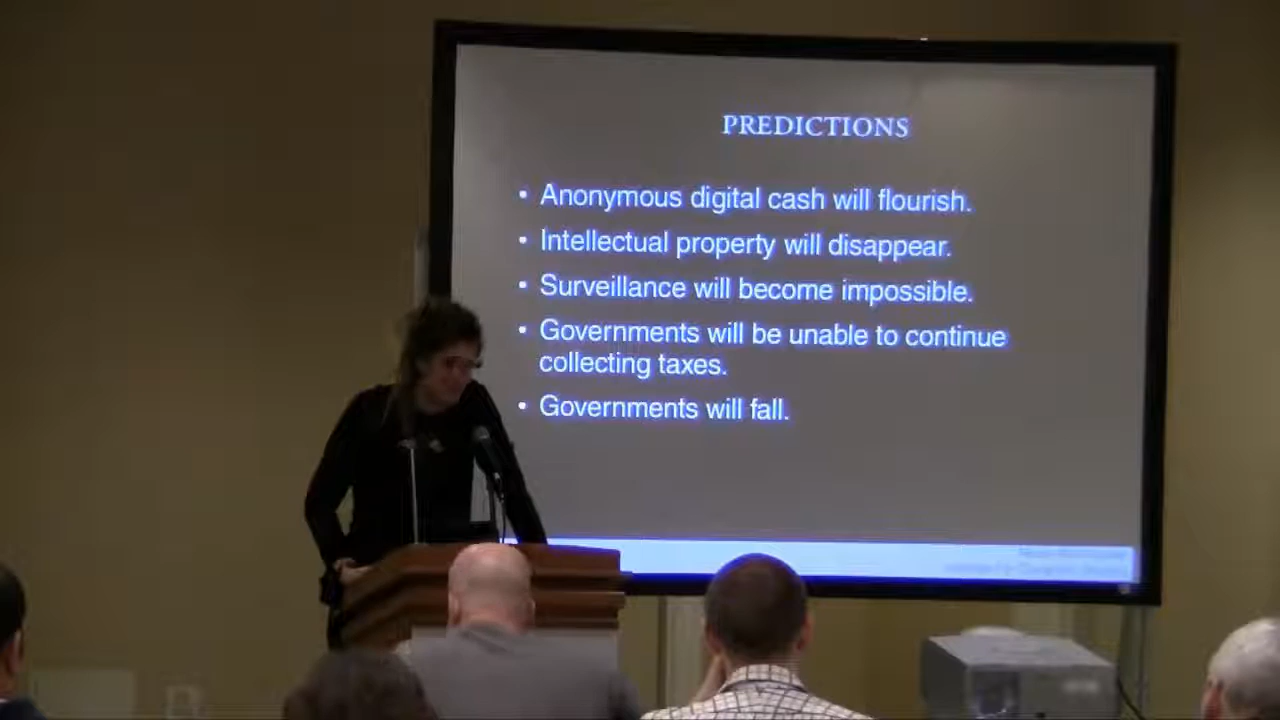 PREDICTIONS
• Anonymous digital cash will flourish.
• Intellectual property will disappear.
• Surveillance will become impossible.
• Governments will be unable to continue
collecting taxes.
• Governments will fall.